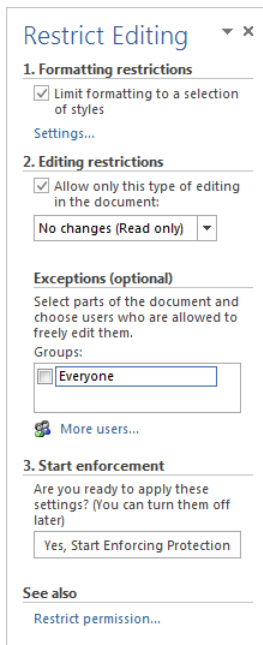 Restrict Editing
1. Formatting restrictions
Limit formatting to a selection
of styles
Settings...
2. Editing restrictions
Allow only this type of editing
in the document:
No changes (Read only)
Exceptions (optional)
Select parts of the document and
choose users who are allowed to
freely edit them.
Groups:
Everyone
More users...
3. Start enforcement
Are you ready to apply these
settings? (You can turn them off
later)
Yes, Start Enforcing Protection
See also
Restrict permission...